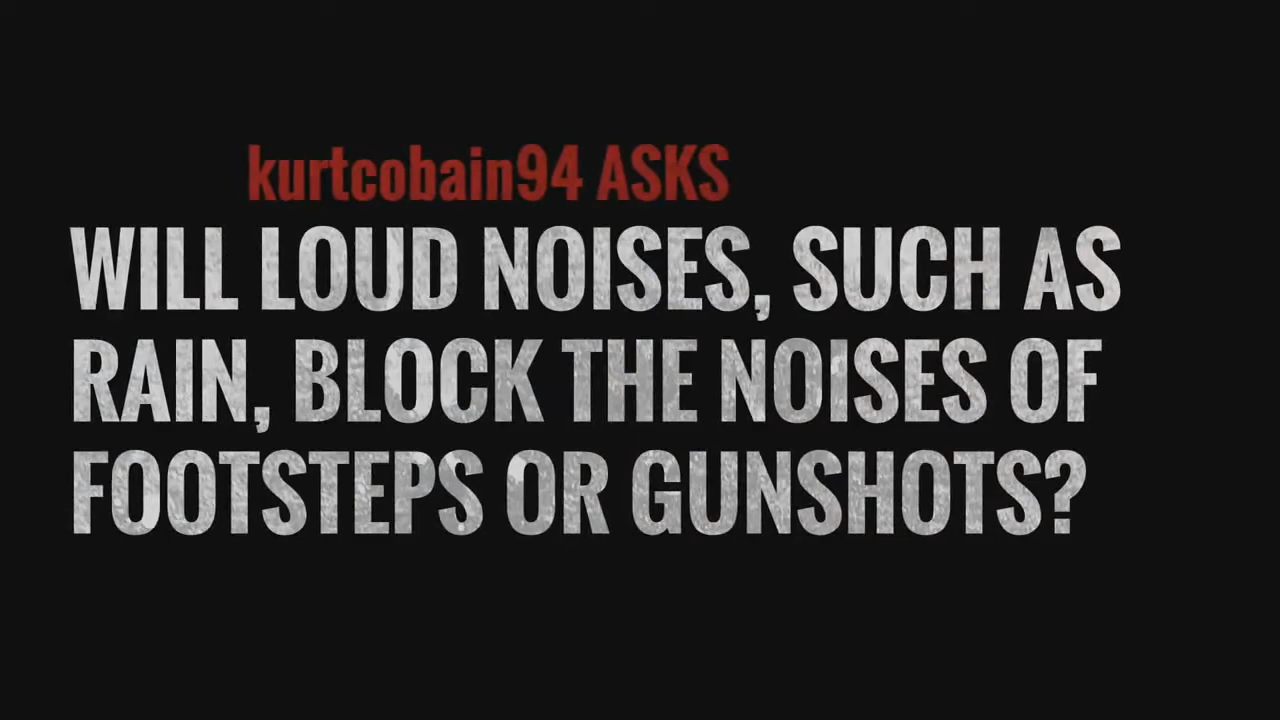 kurtcobain94 ASKS
WILL LOUD NOISES, SUCH AS
RAIN, BLOCK THE NOISES OF
FOOTSTEPS OR GUNSHOTS?